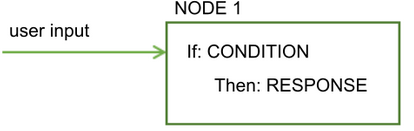 NODE 1
user input
If: CONDITION
Then: RESPONSE